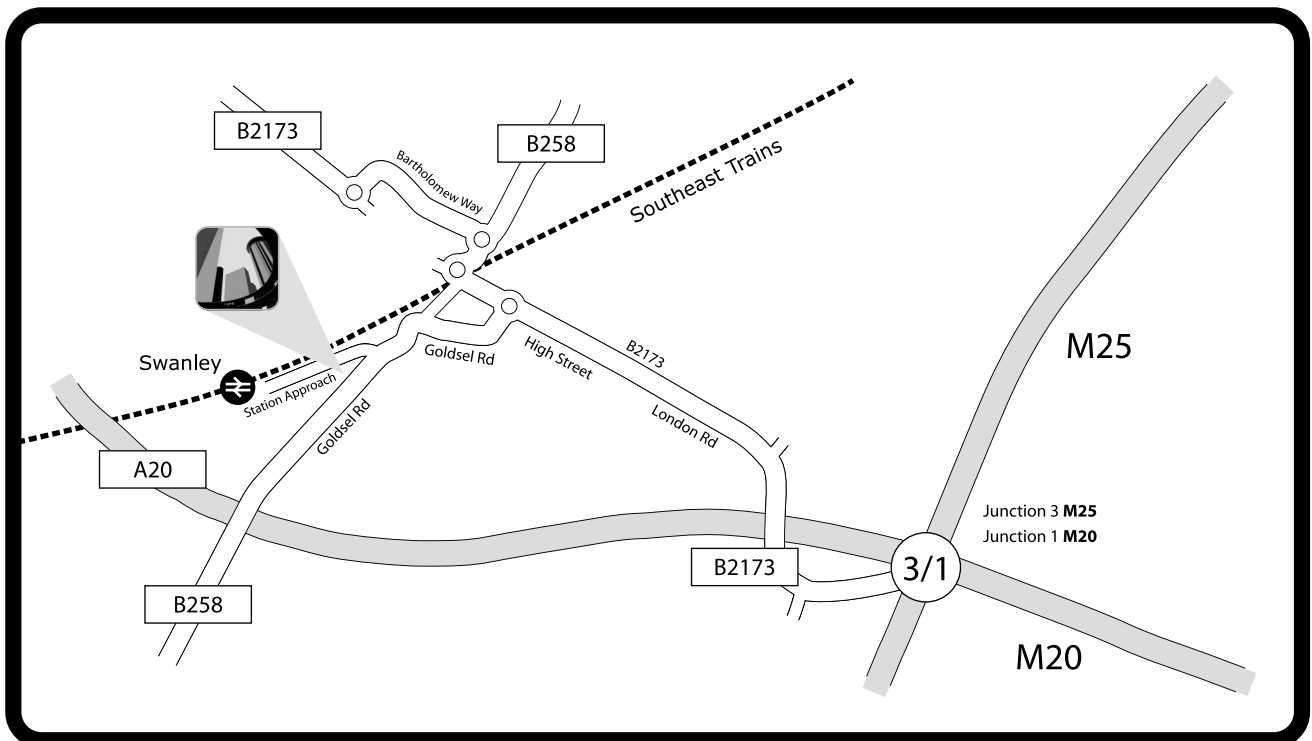 B2173
B258
Bartholomew Way
Southeast Trains
Swanley
Station Approach
Goldsel Rd
Goldsel Rd
High Street
B2173
London Rd
M25
A20
Junction 3 M25
Junction 1 M20
B2173
3/1
B258
M20